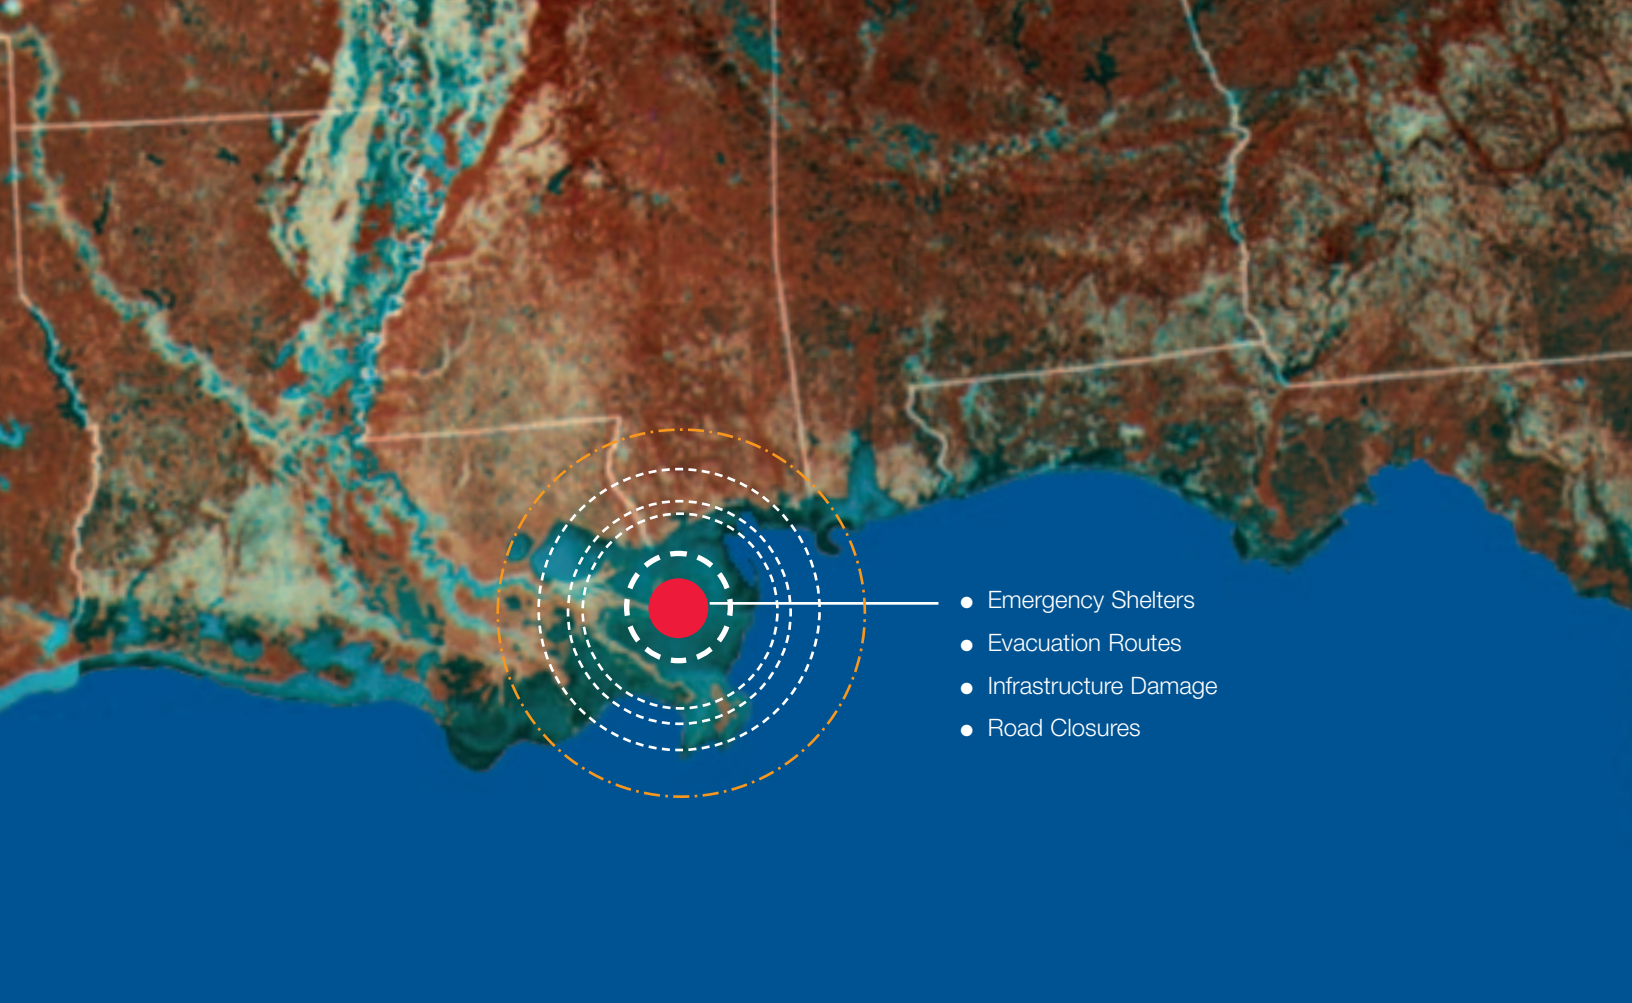 Emergency Shelters
Evacuation Routes
Infrastructure Damage
Road Closures